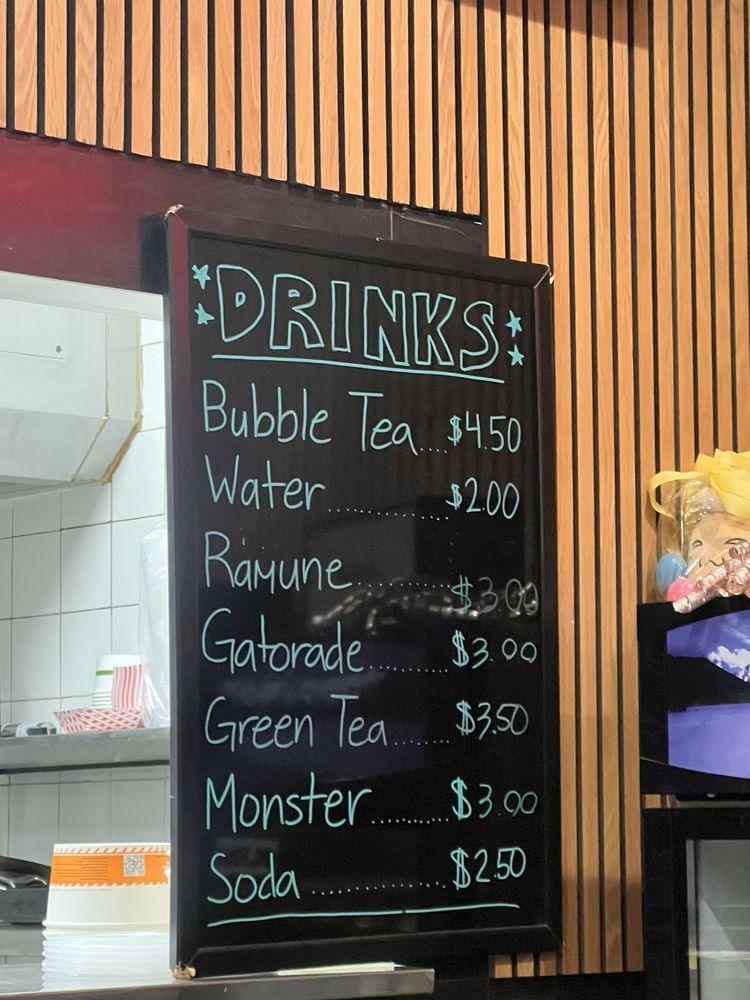 DRINKS
Bubble Tea....$4.50
Water..............$2.00
Ramune............$3.00
Gatorade.........$3.00
Green Tea.......$3.50
Monster..........$3.00
Soda................$2.50